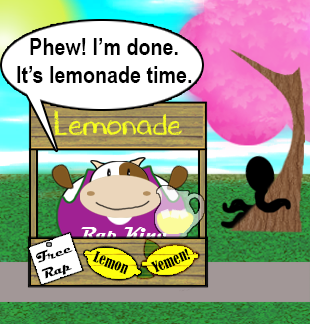 Phew! I'm done.
It's lemonade time.
Lemonade
Rap King
Free
Rap
Lemon
Yemen!